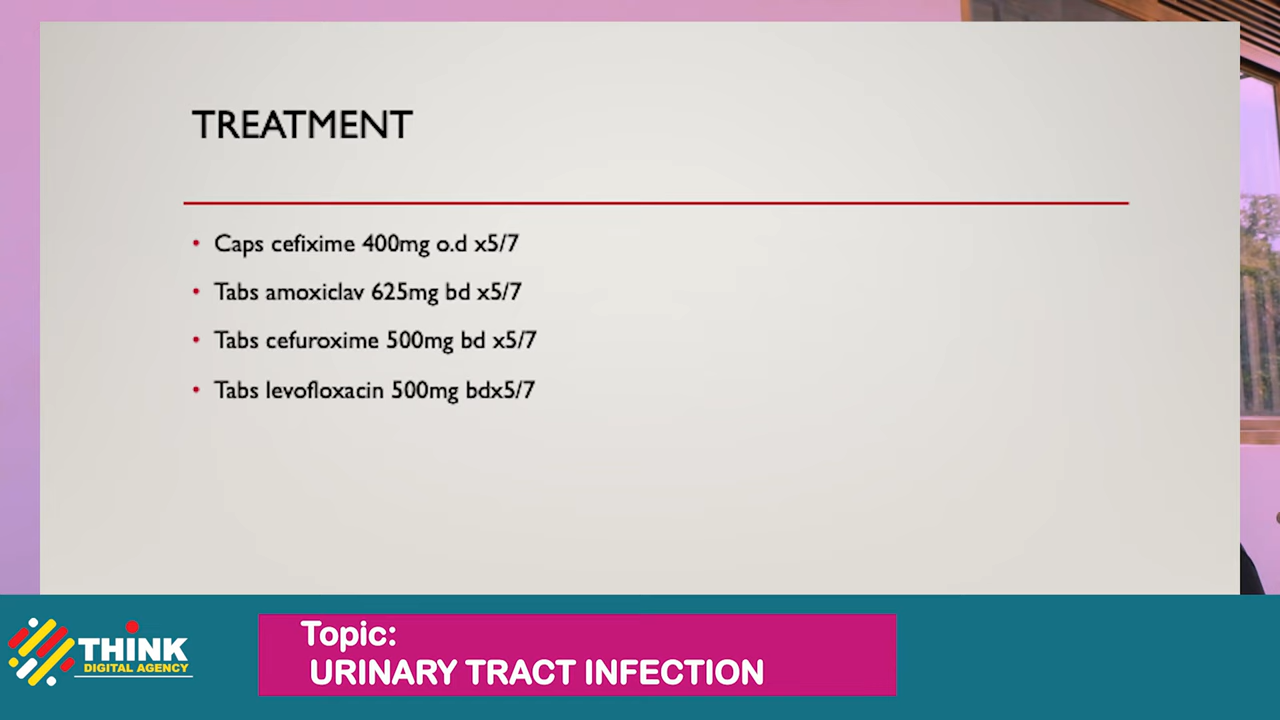 TREATMENT
• Caps cefixime 400mg o.d x5/7
• Tabs amoxiclav 625mg bd x5/7
• Tabs cefuroxime 500mg bd x5/7
• Tabs levofloxacin 500mg bdx5/7
THINK
DIGITAL AGENCY
Topic:
URINARY TRACT INFECTION